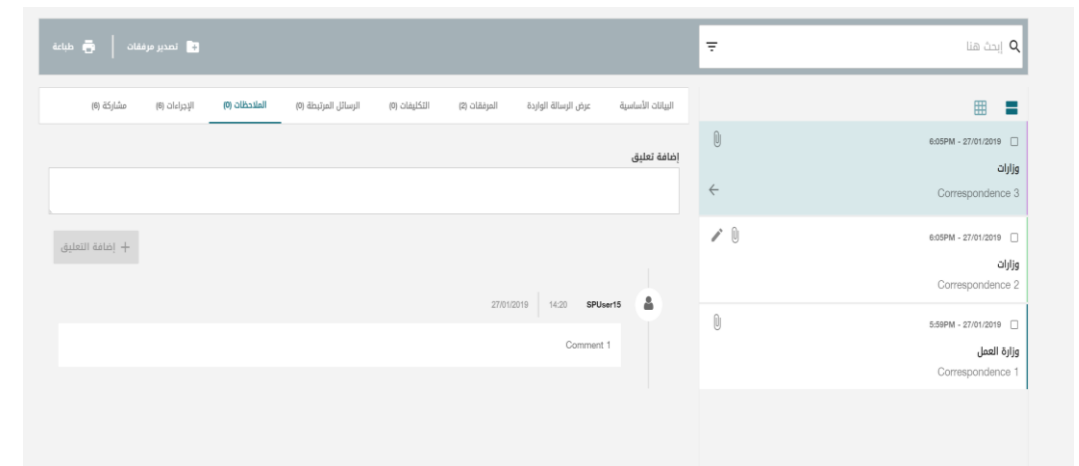 إبحث هنا
تصدير مرفقات
طباعة
6:05PM - 27/01/2019
وزارات
Correspondence 3
6:05PM - 27/01/2019
وزارات
Correspondence 2
5:59PM - 27/01/2019
وزارة العمل
Correspondence 1
البيانات الأساسية عرض الرسالة الواردة المرفقات (2) التكليفات (0) الرسائل المرتبطة (0) الملاحظات (0) الإجراءات (6) مشاركة (6)
إضافة تعليق
+ إضافة التعليق
SPUser15 14:20 27/01/2019
Comment 1